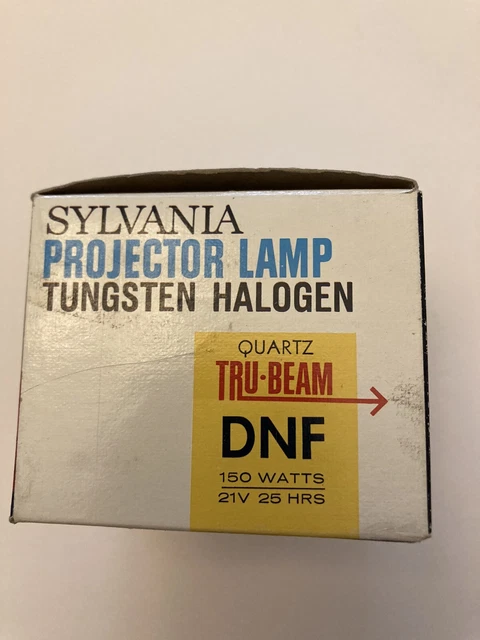 SYLVANIA
PROJECTOR LAMP
TUNGSTEN HALOGEN
QUARTZ
TRU·BEAM
DNF
150 WATTS
21V 25 HRS